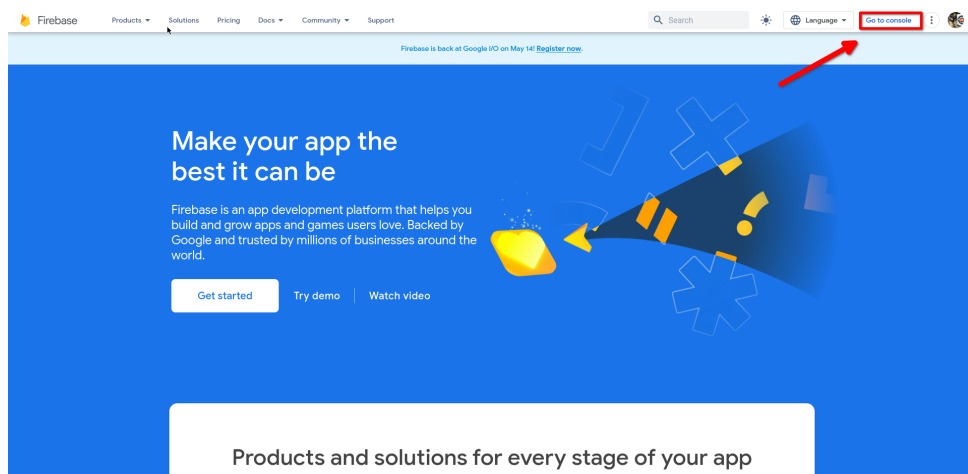 Firebase Products Solutions Pricing Docs Community Support Search Language Go to console
Firebase is back at Google I/O on May 14! Register now.
Make your app the
best it can be
Firebase is an app development platform that helps you
build and grow apps and games users love. Backed by
Google and trusted by millions of businesses around the
world.
Get started Try demo Watch video
Products and solutions for every stage of your app